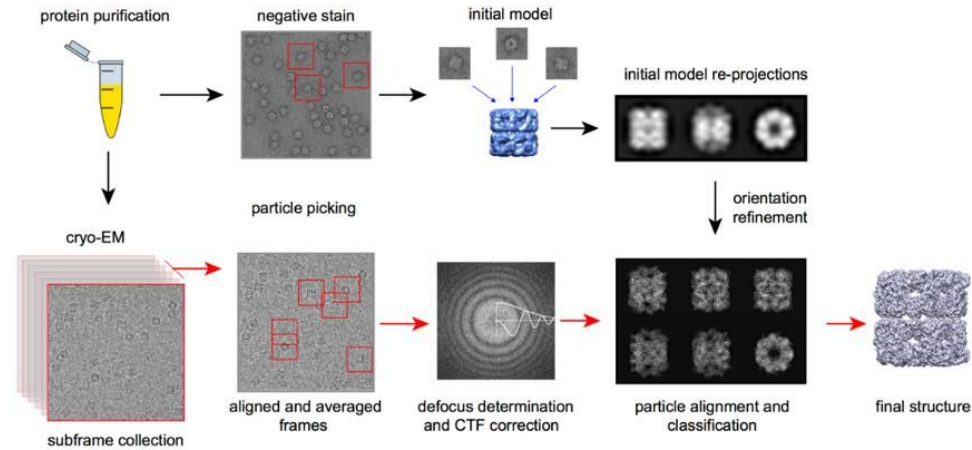 protein purification
negative stain
initial model
initial model re-projections
orientation
refinement
particle picking
cryo-EM
subframe collection
aligned and averaged
frames
defocus determination
and CTF correction
particle alignment and
classification
final structure